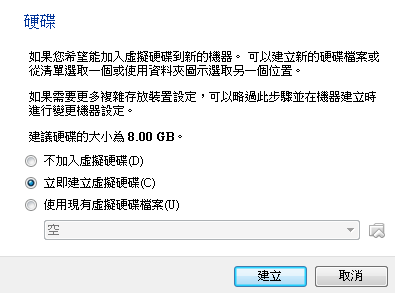 硬碟
如果您希望能加入虛擬硬碟到新的機器。 可以建立新的硬碟檔案或
從清單選取一個或使用資料夾圖示選取另一個位置。
如果需要更多複雜存放裝置設定，可以略過此步驟並在機器建立時
進行變更機器設定。
建議硬碟的大小為 8.00 GB。
不加入虛擬硬碟(D)
立即建立虛擬硬碟(C)
使用現有虛擬硬碟檔案(U)
空
建立 取消